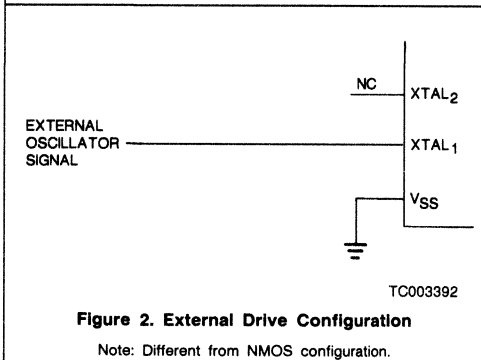 NC
XTAL2
EXTERNAL
OSCILLATOR
SIGNAL
XTAL1
VSS
TC003392
Figure 2. External Drive Configuration
Note: Different from NMOS configuration.